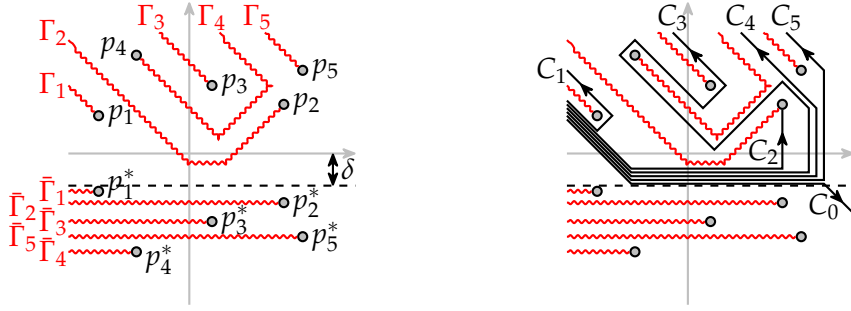 Γ₂ Γ₃ Γ₄ Γ₅ C₃ C₄ C₅
p₄ p₅
Γ₁ p₃ p₂ C₁
p₁
C₂
δ
Γ̄₁ p₁*
Γ̄₂ p₂* C₀
Γ̄₃ p₃*
Γ̄₅ p₅*
Γ̄₄ p₄*